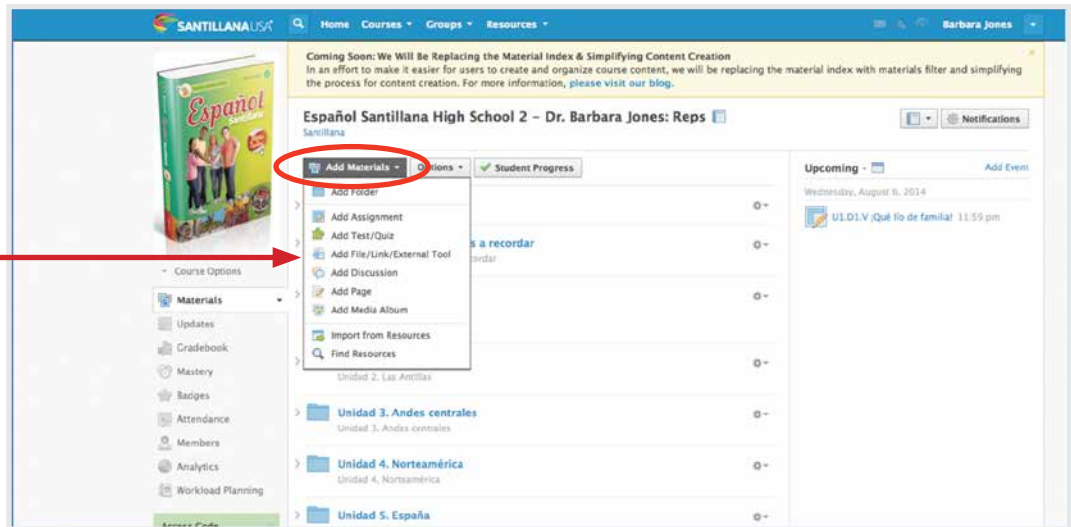 SANTILLANAUSA Home Courses Groups Resources Barbara Jones
Coming Soon: We Will Be Replacing the Material Index & Simplifying Content Creation
In an effort to make it easier for users to create and organize course content, we will be replacing the material index with materials filter and simplifying
the process for content creation. For more information, please visit our blog.
Español
Santillana
Español Santillana High School 2 – Dr. Barbara Jones: Reps
Santillana
Notifications
Add Materials Options Student Progress
Add Folder
Add Assignment
Add Test/Quiz
Add File/Link/External Tool
Add Discussion
Add Page
Add Media Album
Import from Resources
Find Resources
s a recordar
ordar
Unidad 2, Las Antillas
Unidad 3. Andes centrales
Unidad 3, Andes centrales
Unidad 4. Norteamérica
Unidad 4, Norteamérica
Unidad 5. España
Upcoming · Add Even
Wednesday, August 6, 2014
U1.D1.V ¡Qué lío de familia! 11:59 pm
Course Options
Materials
Updates
Gradebook
Mastery
Badges
Attendance
Members
Analytics
Workload Planning
Access Code